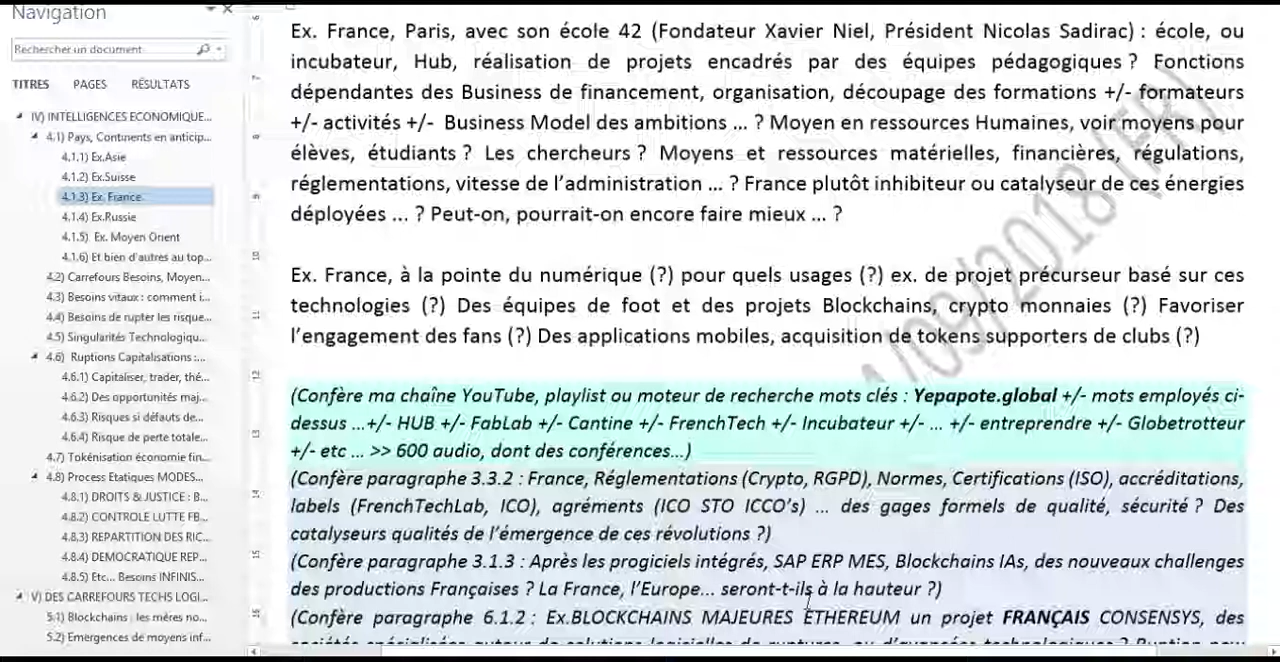 Navigation
Rechercher un document
TITRES PAGES RÉSULTATS
IV) INTELLIGENCES ECONOMIQUE...
4.1) Pays, Continents en anticip...
4.1.1) Ex.Asie
4.1.2) Ex.Suisse
4.1.3) Ex. France
4.1.4) Ex.Russie
4.1.5) Ex. Moyen Orient
4.1.6) Et bien d'autres au top...
4.2) Carrefours Besoins, Moyen...
4.3) Besoins vitaux : comment i...
4.4) Besoins de rupter les risque...
4.5) Singularités Technologiqu...
4.6) Ruptions Capitalisations :...
4.6.1) Capitaliser, trader, thé...
4.6.2) Des opportunités maj...
4.6.3) Risques si défauts de...
4.6.4) Risque de perte totale...
4.7) Tokénisation économie fin...
4.8) Process Etatiques MODES...
4.8.1) DROITS & JUSTICE : B...
4.8.2) CONTROLE LUTTE FB...
4.8.3) REPARTITION DES RIC...
4.8.4) DEMOCRATIQUE REP...
4.8.5) Etc... Besoins INFINIS...
V) DES CARREFOURS TECHS LOGI...
5.1) Blockchains : les mères no...
5.2) Emergences de moyens inf...
Ex. France, Paris, avec son école 42 (Fondateur Xavier Niel, Président Nicolas Sadirac) : école, ou
incubateur, Hub, réalisation de projets encadrés par des équipes pédagogiques ? Fonctions
dépendantes des Business de financement, organisation, découpage des formations +/- formateurs
+/- activités +/- Business Model des ambitions ... ? Moyen en ressources Humaines, voir moyens pour
élèves, étudiants ? Les chercheurs ? Moyens et ressources matérielles, financières, régulations,
réglementations, vitesse de l'administration ... ? France plutôt inhibiteur ou catalyseur de ces énergies
déployées ... ? Peut-on, pourrait-on encore faire mieux ... ?
Ex. France, à la pointe du numérique (?) pour quels usages (?) ex. de projet précurseur basé sur ces
technologies (?) Des équipes de foot et des projets Blockchains, crypto monnaies (?) Favoriser
l'engagement des fans (?) Des applications mobiles, acquisition de tokens supporters de clubs (?)
(Confère ma chaîne YouTube, playlist ou moteur de recherche mots clés : Yepapote.global +/- mots employés ci-
dessus ...+/- HUB +/- FabLab +/- Cantine +/- FrenchTech +/- Incubateur +/- ... +/- entreprendre +/- Globetrotteur
+/- etc ... >> 600 audio, dont des conférences...)
(Confère paragraphe 3.3.2 : France, Réglementations (Crypto, RGPD), Normes, Certifications (ISO), accréditations,
labels (FrenchTechLab, ICO), agréments (ICO STO ICCO's) ... des gages formels de qualité, sécurité ? Des
catalyseurs qualités de l'émergence de ces révolutions ?)
(Confère paragraphe 3.1.3 : Après les progiciels intégrés, SAP ERP MES, Blockchains IAs, des nouveaux challenges
des productions Françaises ? La France, l'Europe... seront-t-ils à la hauteur ?)
(Confère paragraphe 6.1.2 : Ex.BLOCKCHAINS MAJEURES ETHEREUM un projet FRANÇAIS CONSENSYS, des
/09/2018 (FR)